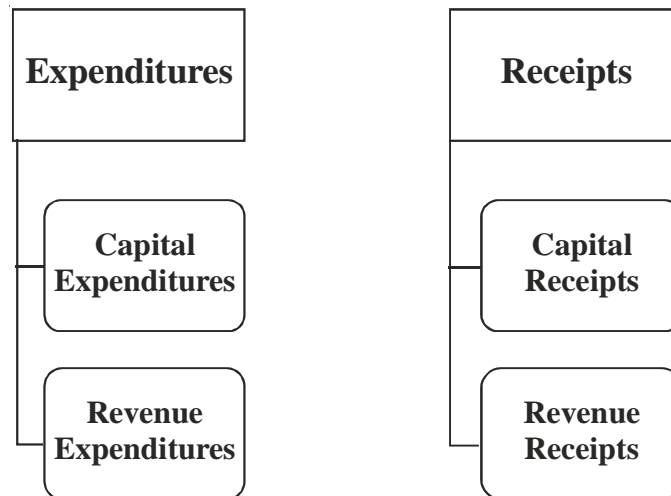 Expenditures
Capital
Expenditures
Revenue
Expenditures
Receipts
Capital
Receipts
Revenue
Receipts